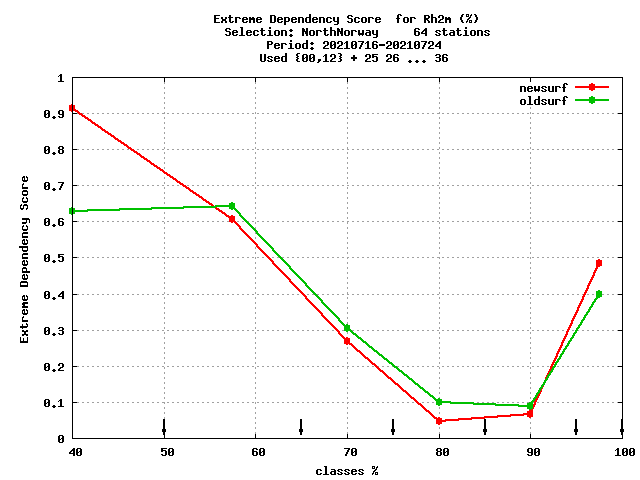 Extreme Dependency Score  for Rh2m (%)
Selection: NorthNorway     64 stations
Period: 20210716-20210724
Used {00,12} + 25 26 ... 36
newsurf
oldsurf
1
0.9
0.8
0.7
0.6
0.5
0.4
0.3
0.2
0.1
0
Extreme Dependency Score
40 50 60 70 80 90 100
classes %